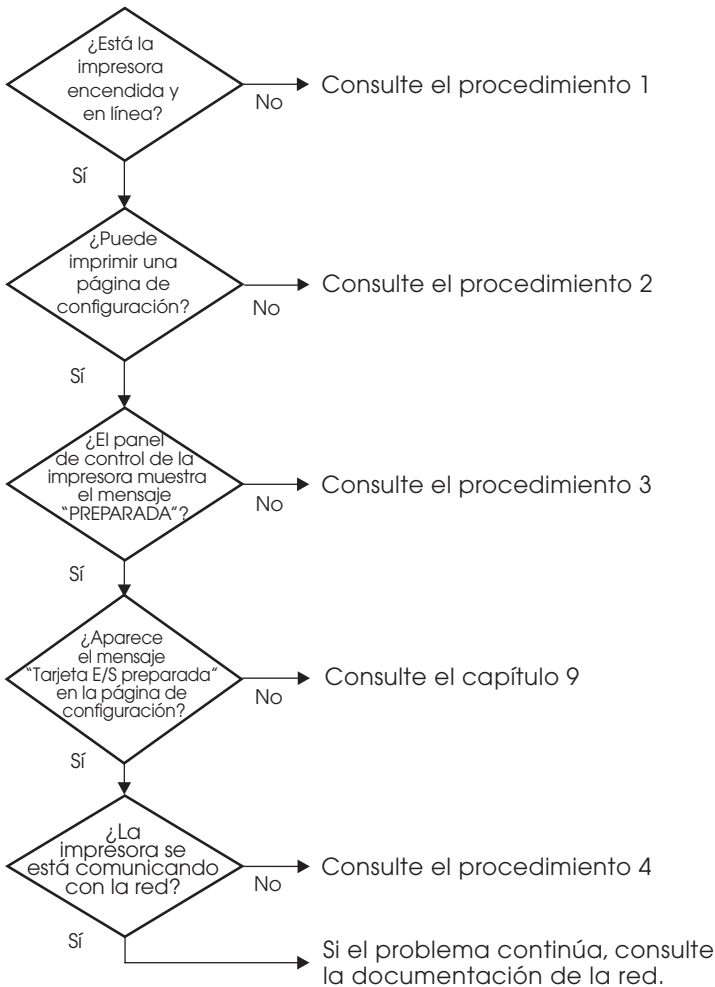 ¿Está la
impresora
encendida y
en línea?
No
Consulte el procedimiento 1
Sí
¿Puede
imprimir una
página de
configuración?
No
Consulte el procedimiento 2
Sí
¿El panel
de control de la
impresora muestra
el mensaje
"PREPARADA"?
No
Consulte el procedimiento 3
Sí
¿Aparece
el mensaje
"Tarjeta E/S preparada"
en la página de
configuración?
No
Consulte el capítulo 9
Sí
¿La
impresora se
está comunicando
con la red?
No
Consulte el procedimiento 4
Sí
Si el problema continúa, consulte
la documentación de la red.